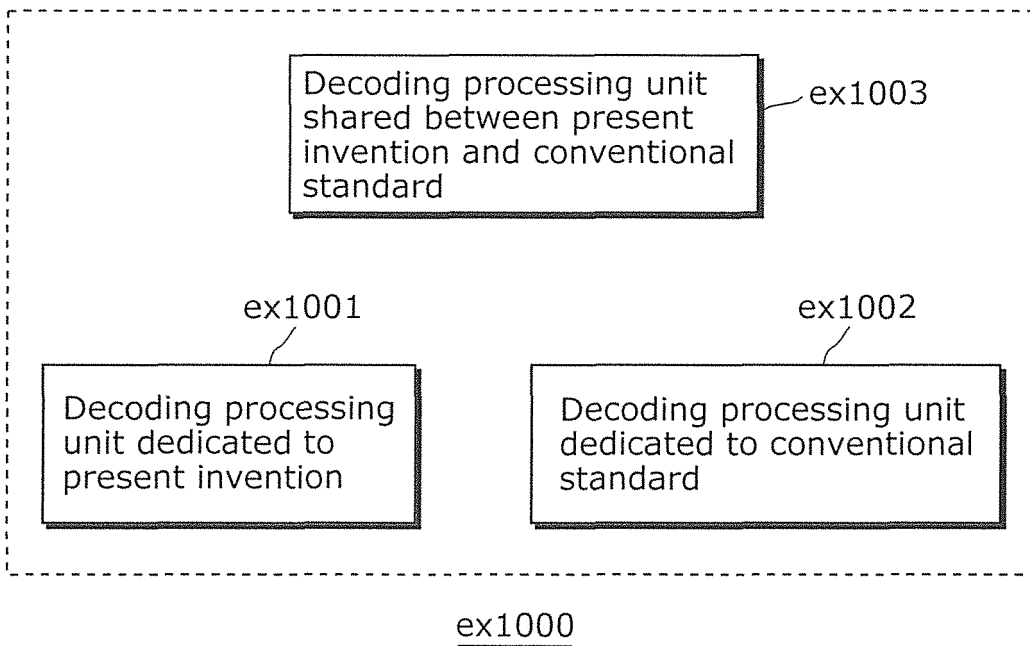 Decoding processing unit
shared between present
invention and conventional
standard
ex1003
ex1001
Decoding processing
unit dedicated to
present invention
ex1002
Decoding processing unit
dedicated to conventional
standard
ex1000